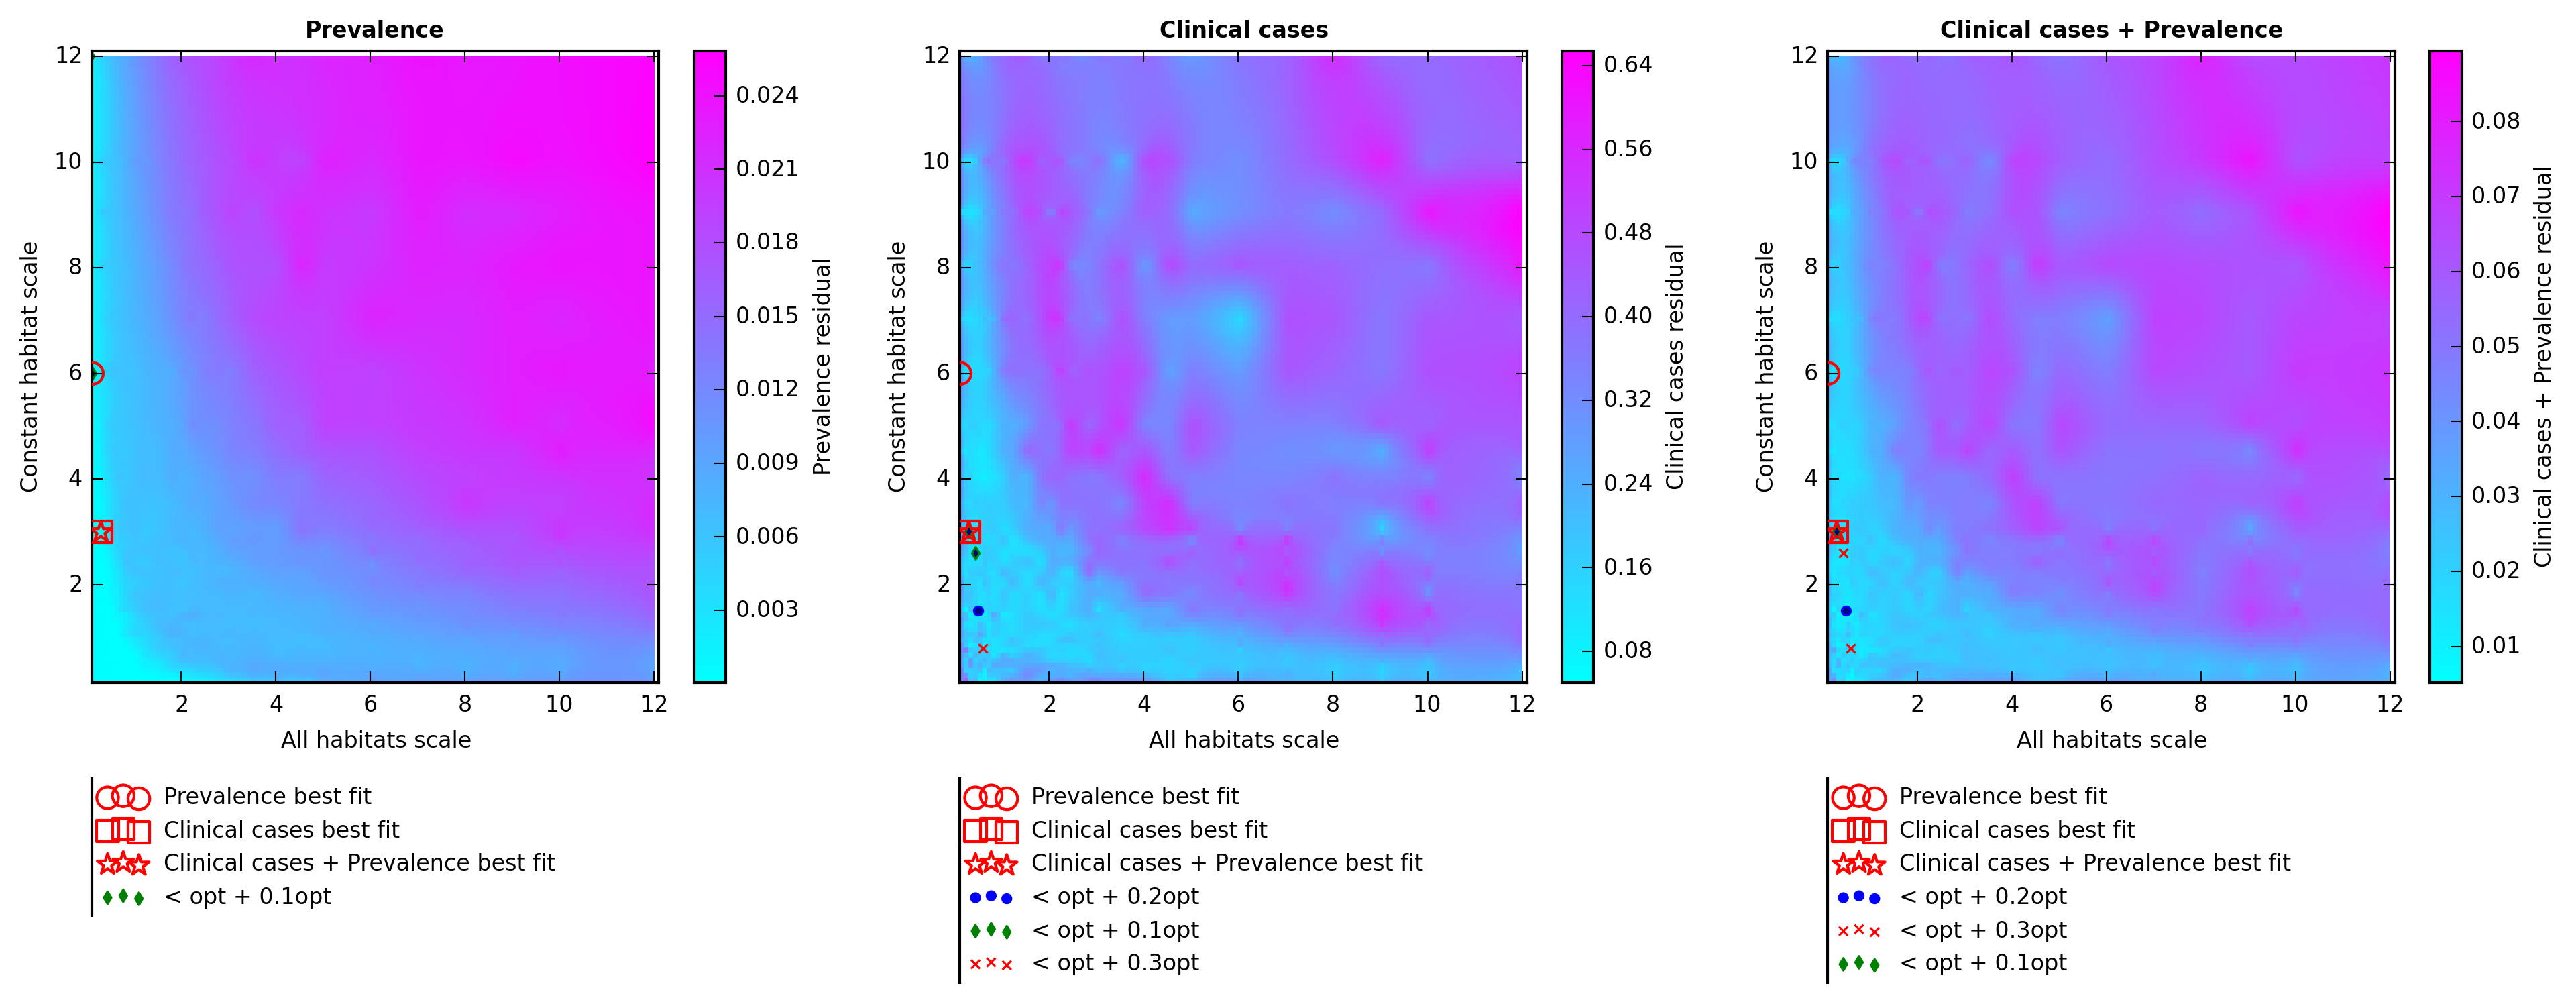 Prevalence
12
10
8
6
4
2
2 4 6 8 10 12
Constant habitat scale
All habitats scale
0.024
0.021
0.018
0.015
0.012
0.009
0.006
0.003
Prevalence residual
Prevalence best fit
Clinical cases best fit
Clinical cases + Prevalence best fit
< opt + 0.1opt
Clinical cases
12
10
8
6
4
2
2 4 6 8 10 12
Constant habitat scale
All habitats scale
0.64
0.56
0.48
0.40
0.32
0.24
0.16
0.08
Clinical cases residual
Prevalence best fit
Clinical cases best fit
Clinical cases + Prevalence best fit
< opt + 0.2opt
< opt + 0.1opt
< opt + 0.3opt
Clinical cases + Prevalence
12
10
8
6
4
2
2 4 6 8 10 12
Constant habitat scale
All habitats scale
0.08
0.07
0.06
0.05
0.04
0.03
0.02
0.01
Clinical cases + Prevalence residual
Prevalence best fit
Clinical cases best fit
Clinical cases + Prevalence best fit
< opt + 0.2opt
< opt + 0.3opt
< opt + 0.1opt